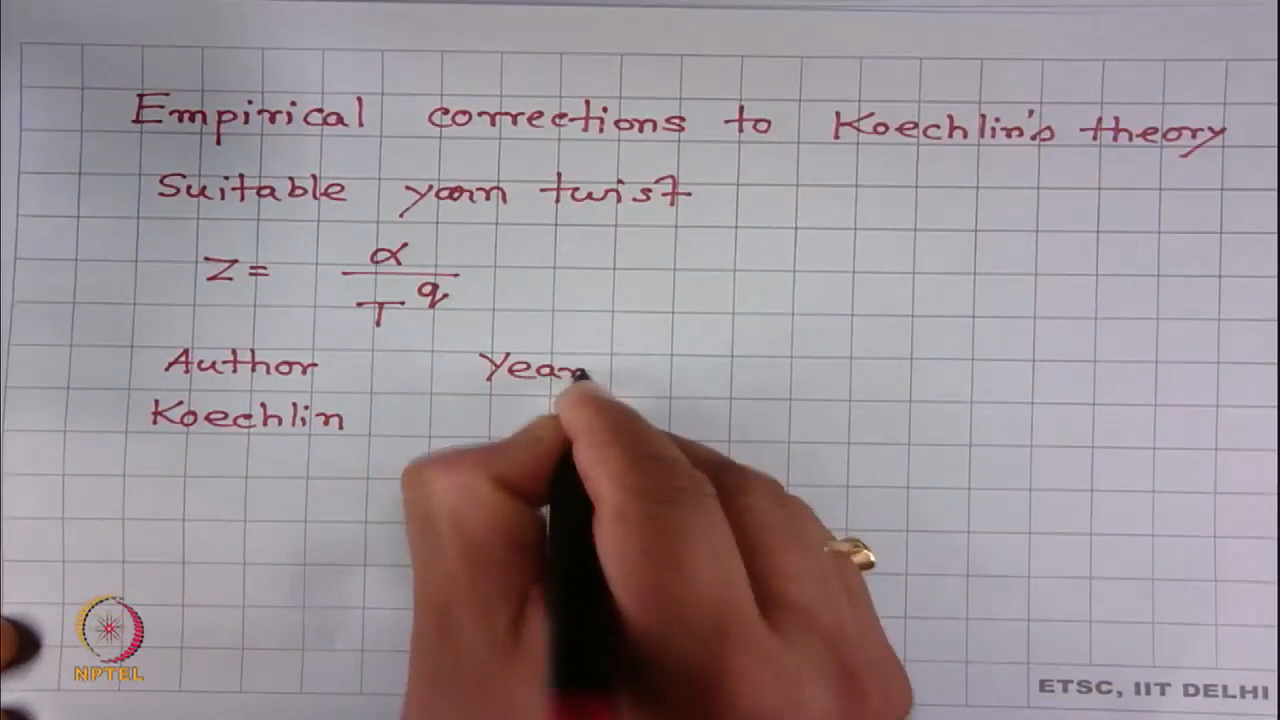 Empirical corrections to Koechlin's theory
Suitable yarn twist
Z = α / T^q
Author Year
Koechlin
NPTEL
ETSC, IIT DELHI